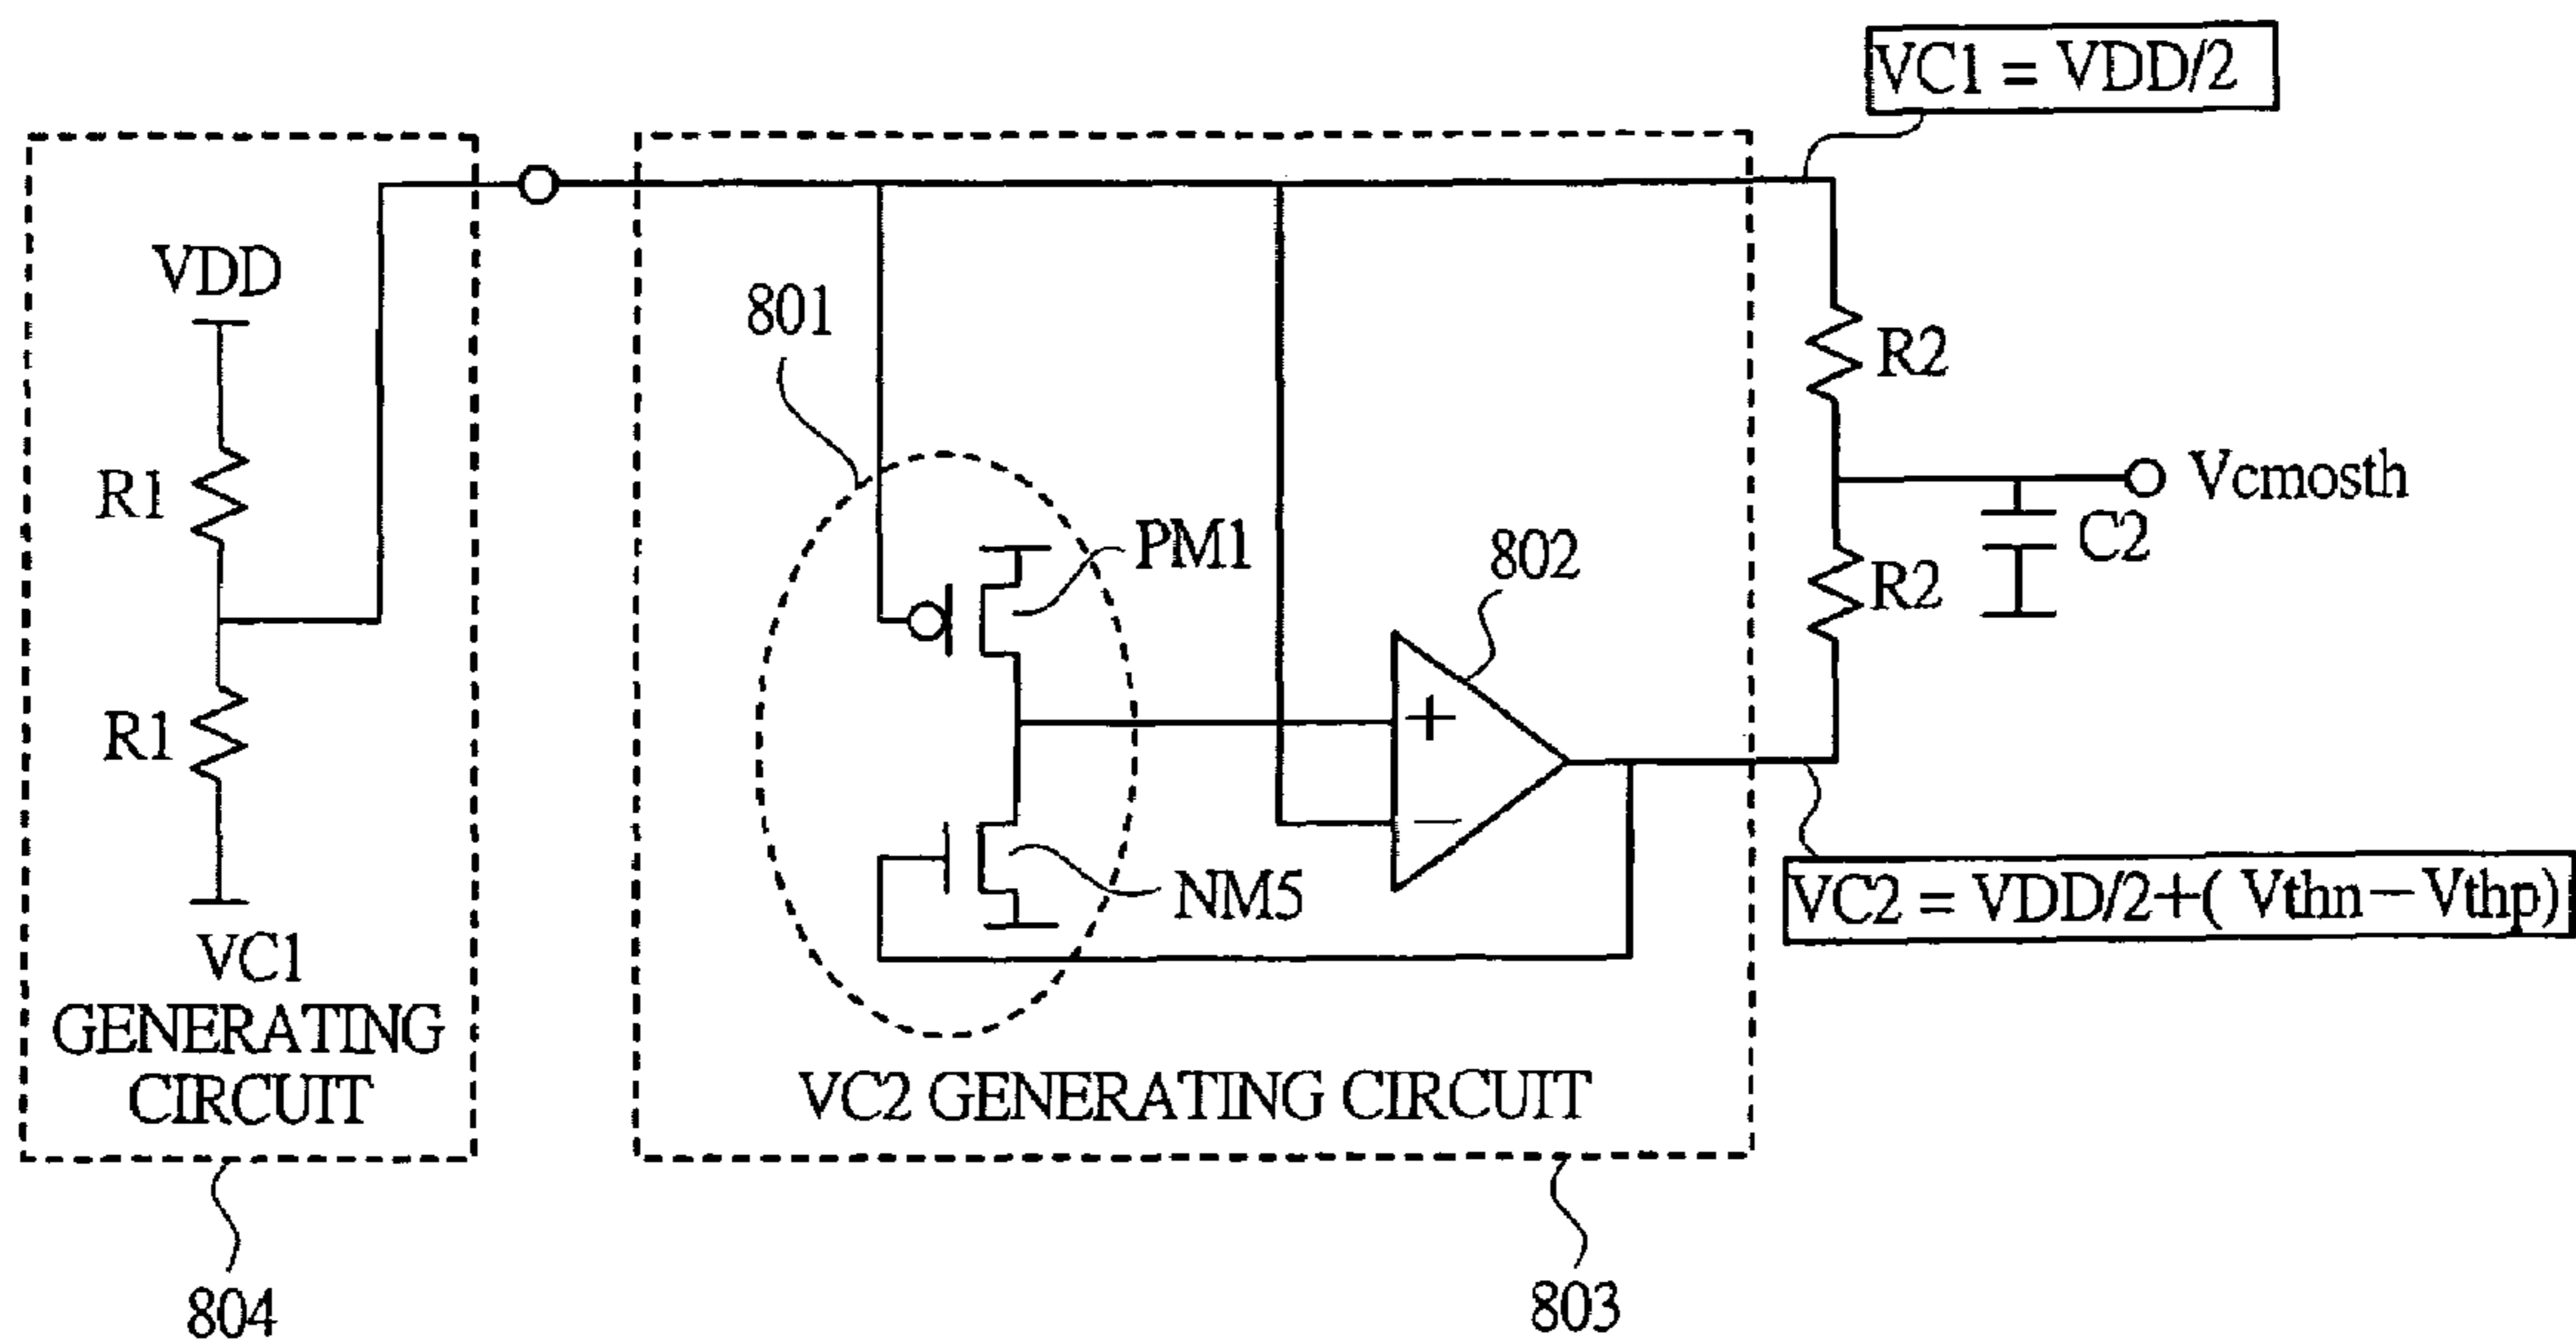 VC1 = VDD/2
VDD
801
R1
R2
PM1
Vcmosth
C2
802
+
R2
R1
−
NM5
VC2 = VDD/2+( Vthn−Vthp)
VC1
GENERATING
CIRCUIT
VC2 GENERATING CIRCUIT
804
803